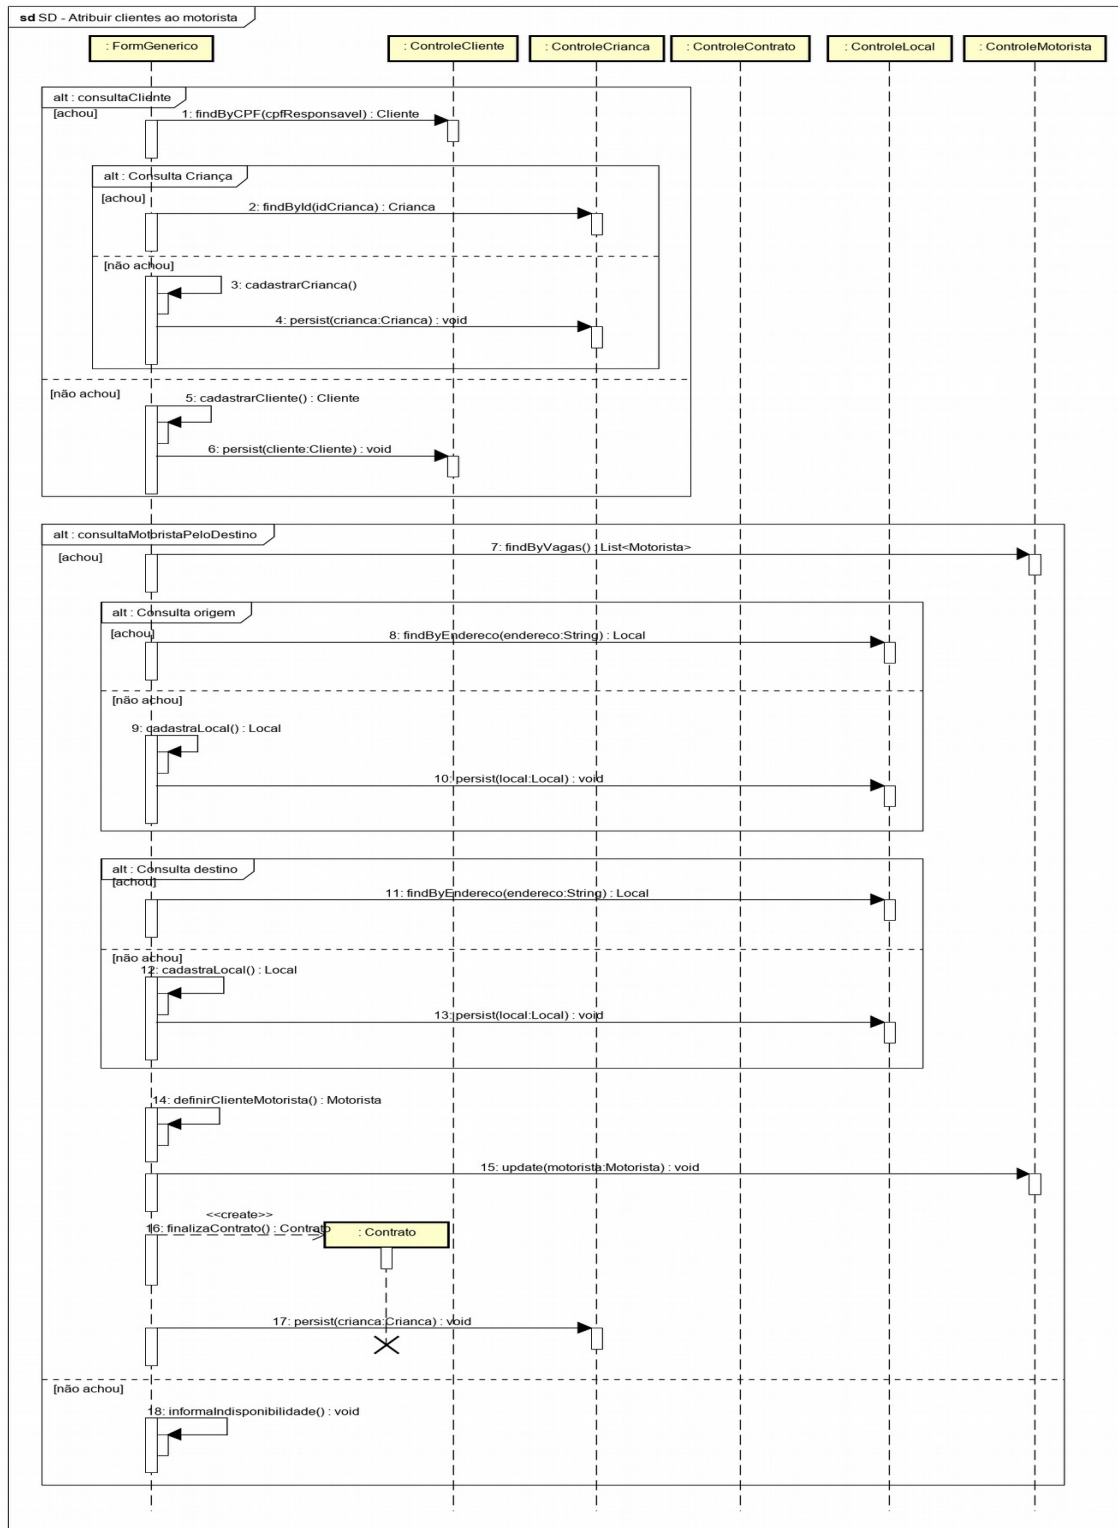 sd SD - Atribuir clientes ao motorista
: FormGenerico
: ControleCliente
: ControleCrianca
: ControleContrato
: ControleLocal
: ControleMotorista
alt : consultaCliente
[achou]
1: findByCPF(cpfResponsavel) : Cliente
alt : Consulta Criança
[achou]
2: findById(idCrianca) : Crianca
[não achou]
3: cadastrarCrianca()
4: persist(crianca:Crianca) : void
[não achou]
5: cadastrarCliente() : Cliente
6: persist(cliente:Cliente) : void
alt : consultaMotoristaPeloDestino
[achou]
7: findByVagas() : List<Motorista>
alt : Consulta origem
[achou]
8: findByEndereco(endereco:String) : Local
[não achou]
9: cadastraLocal() : Local
10: persist(local:Local) : void
alt : Consulta destino
[achou]
11: findByEndereco(endereco:String) : Local
[não achou]
12: cadastraLocal() : Local
13: persist(local:Local) : void
14: definirClienteMotorista() : Motorista
15: update(motorista:Motorista) : void
<<create>>
16: finalizaContrato() : Contrato
: Contrato
17: persist(crianca:Crianca) : void
[não achou]
18: informaIndisponibilidade() : void